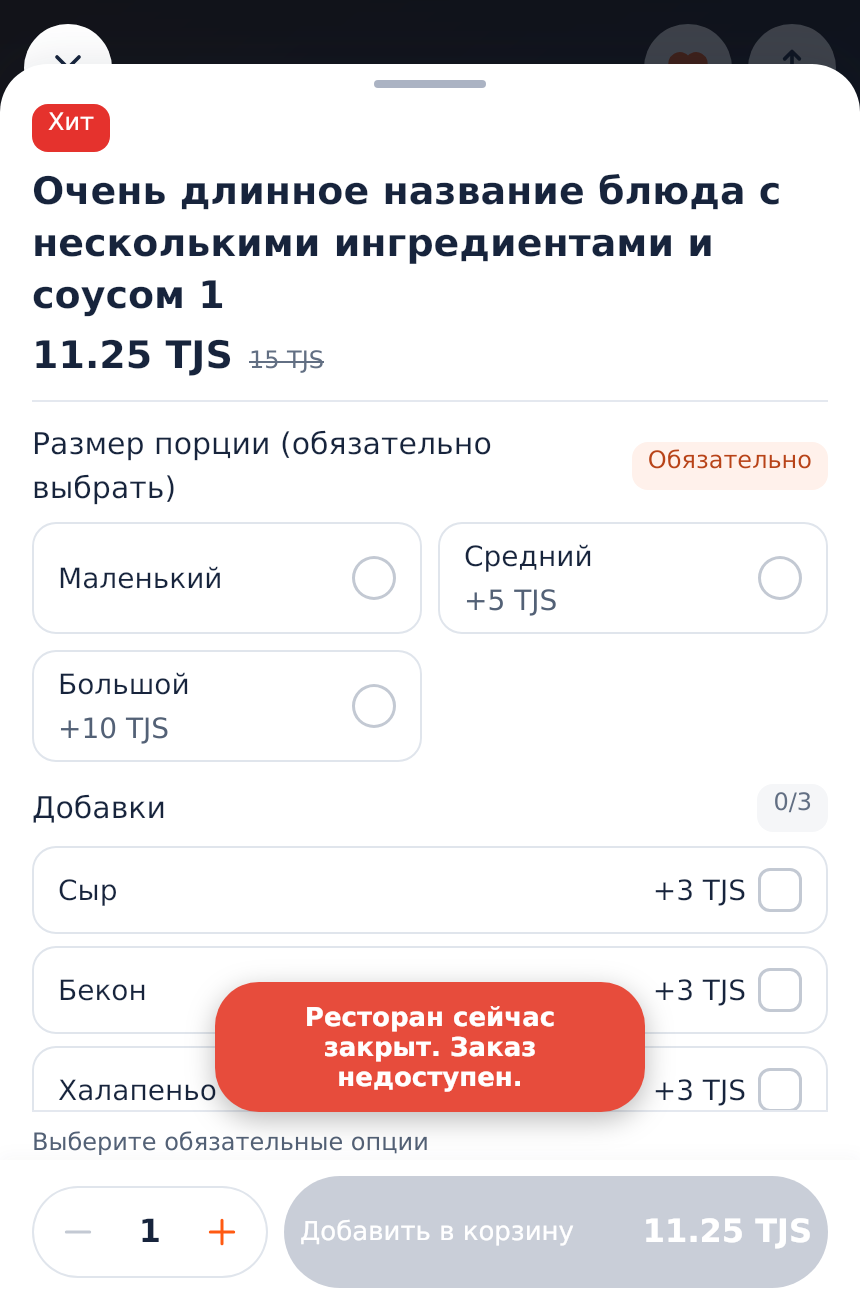 Хит
Очень длинное название блюда с
несколькими ингредиентами и
соусом 1
11.25 TJS 15 TJS
Размер порции (обязательно
выбрать)
Обязательно
Маленький
Средний
+5 TJS
Большой
+10 TJS
Добавки
0/3
Сыр +3 TJS
Бекон +3 TJS
Халапеньо +3 TJS
Ресторан сейчас
закрыт. Заказ
недоступен.
Выберите обязательные опции
1
Добавить в корзину 11.25 TJS